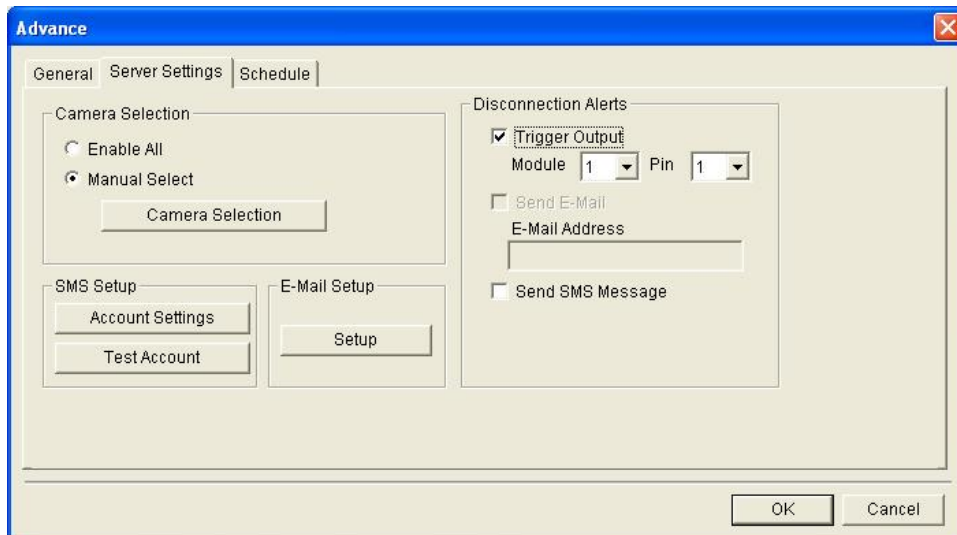 Advance
General Server Settings Schedule
Camera Selection
Enable All
Manual Select
Camera Selection
SMS Setup
Account Settings
Test Account
E-Mail Setup
Setup
Disconnection Alerts
Trigger Output
Module 1 Pin 1
Send E-Mail
E-Mail Address
Send SMS Message
OK Cancel